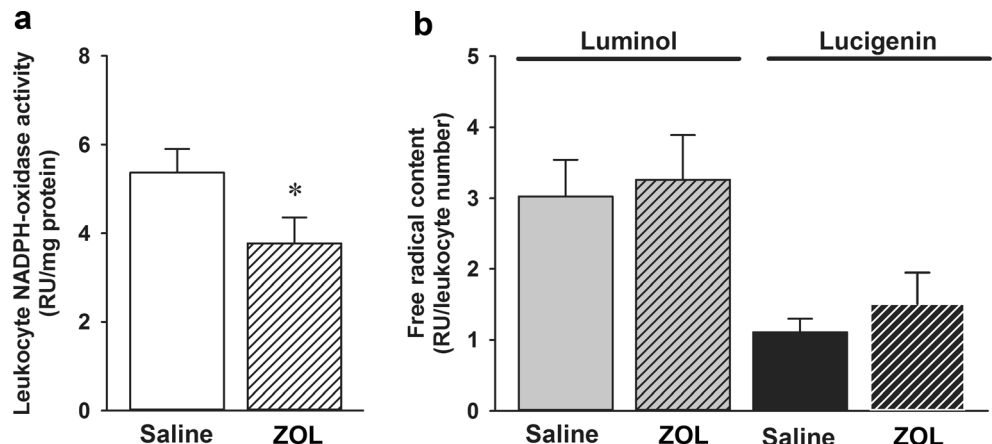 a
Leukocyte NADPH-oxidase activity
(RU/mg protein)
8
6
4
2
0
*
Saline
ZOL
b
Luminol
Lucigenin
Free radical content
(RU/leukocyte number)
5
4
3
2
1
0
Saline
ZOL
Saline
ZOL